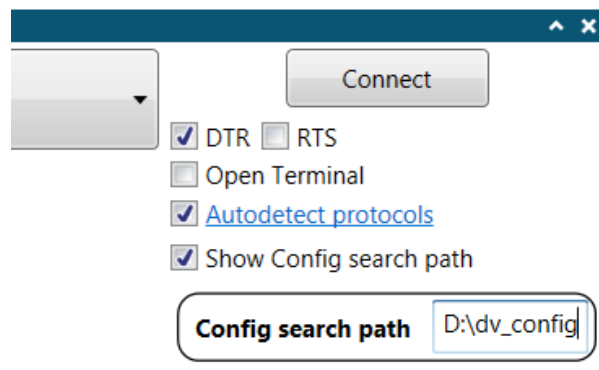 Connect
DTR RTS
Open Terminal
Autodetect protocols
Show Config search path
Config search path D:\dv_config